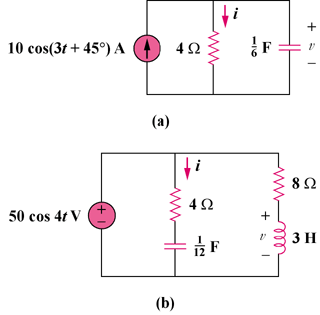 i
10 cos(3t + 45°) A
4 Ω
1/6 F
+
v
−
(a)
i
8 Ω
4 Ω
50 cos 4t V
+
−
+
v
−
3 H
1/12 F
(b)